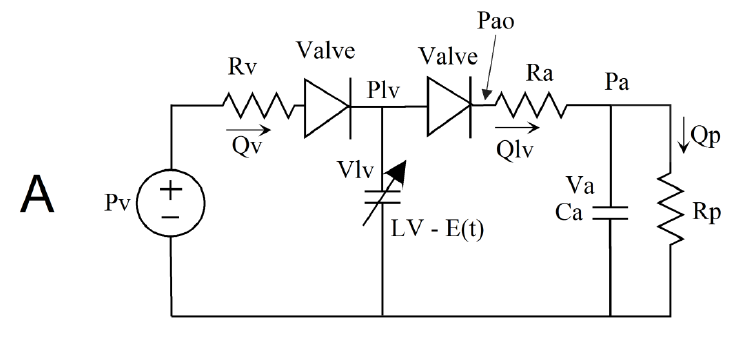 Pao
Valve
Valve
Rv
Plv
Ra
Pa
Qv
Qlv
Qp
A
Pv
+
−
Vlv
LV - E(t)
Va
Ca
Rp